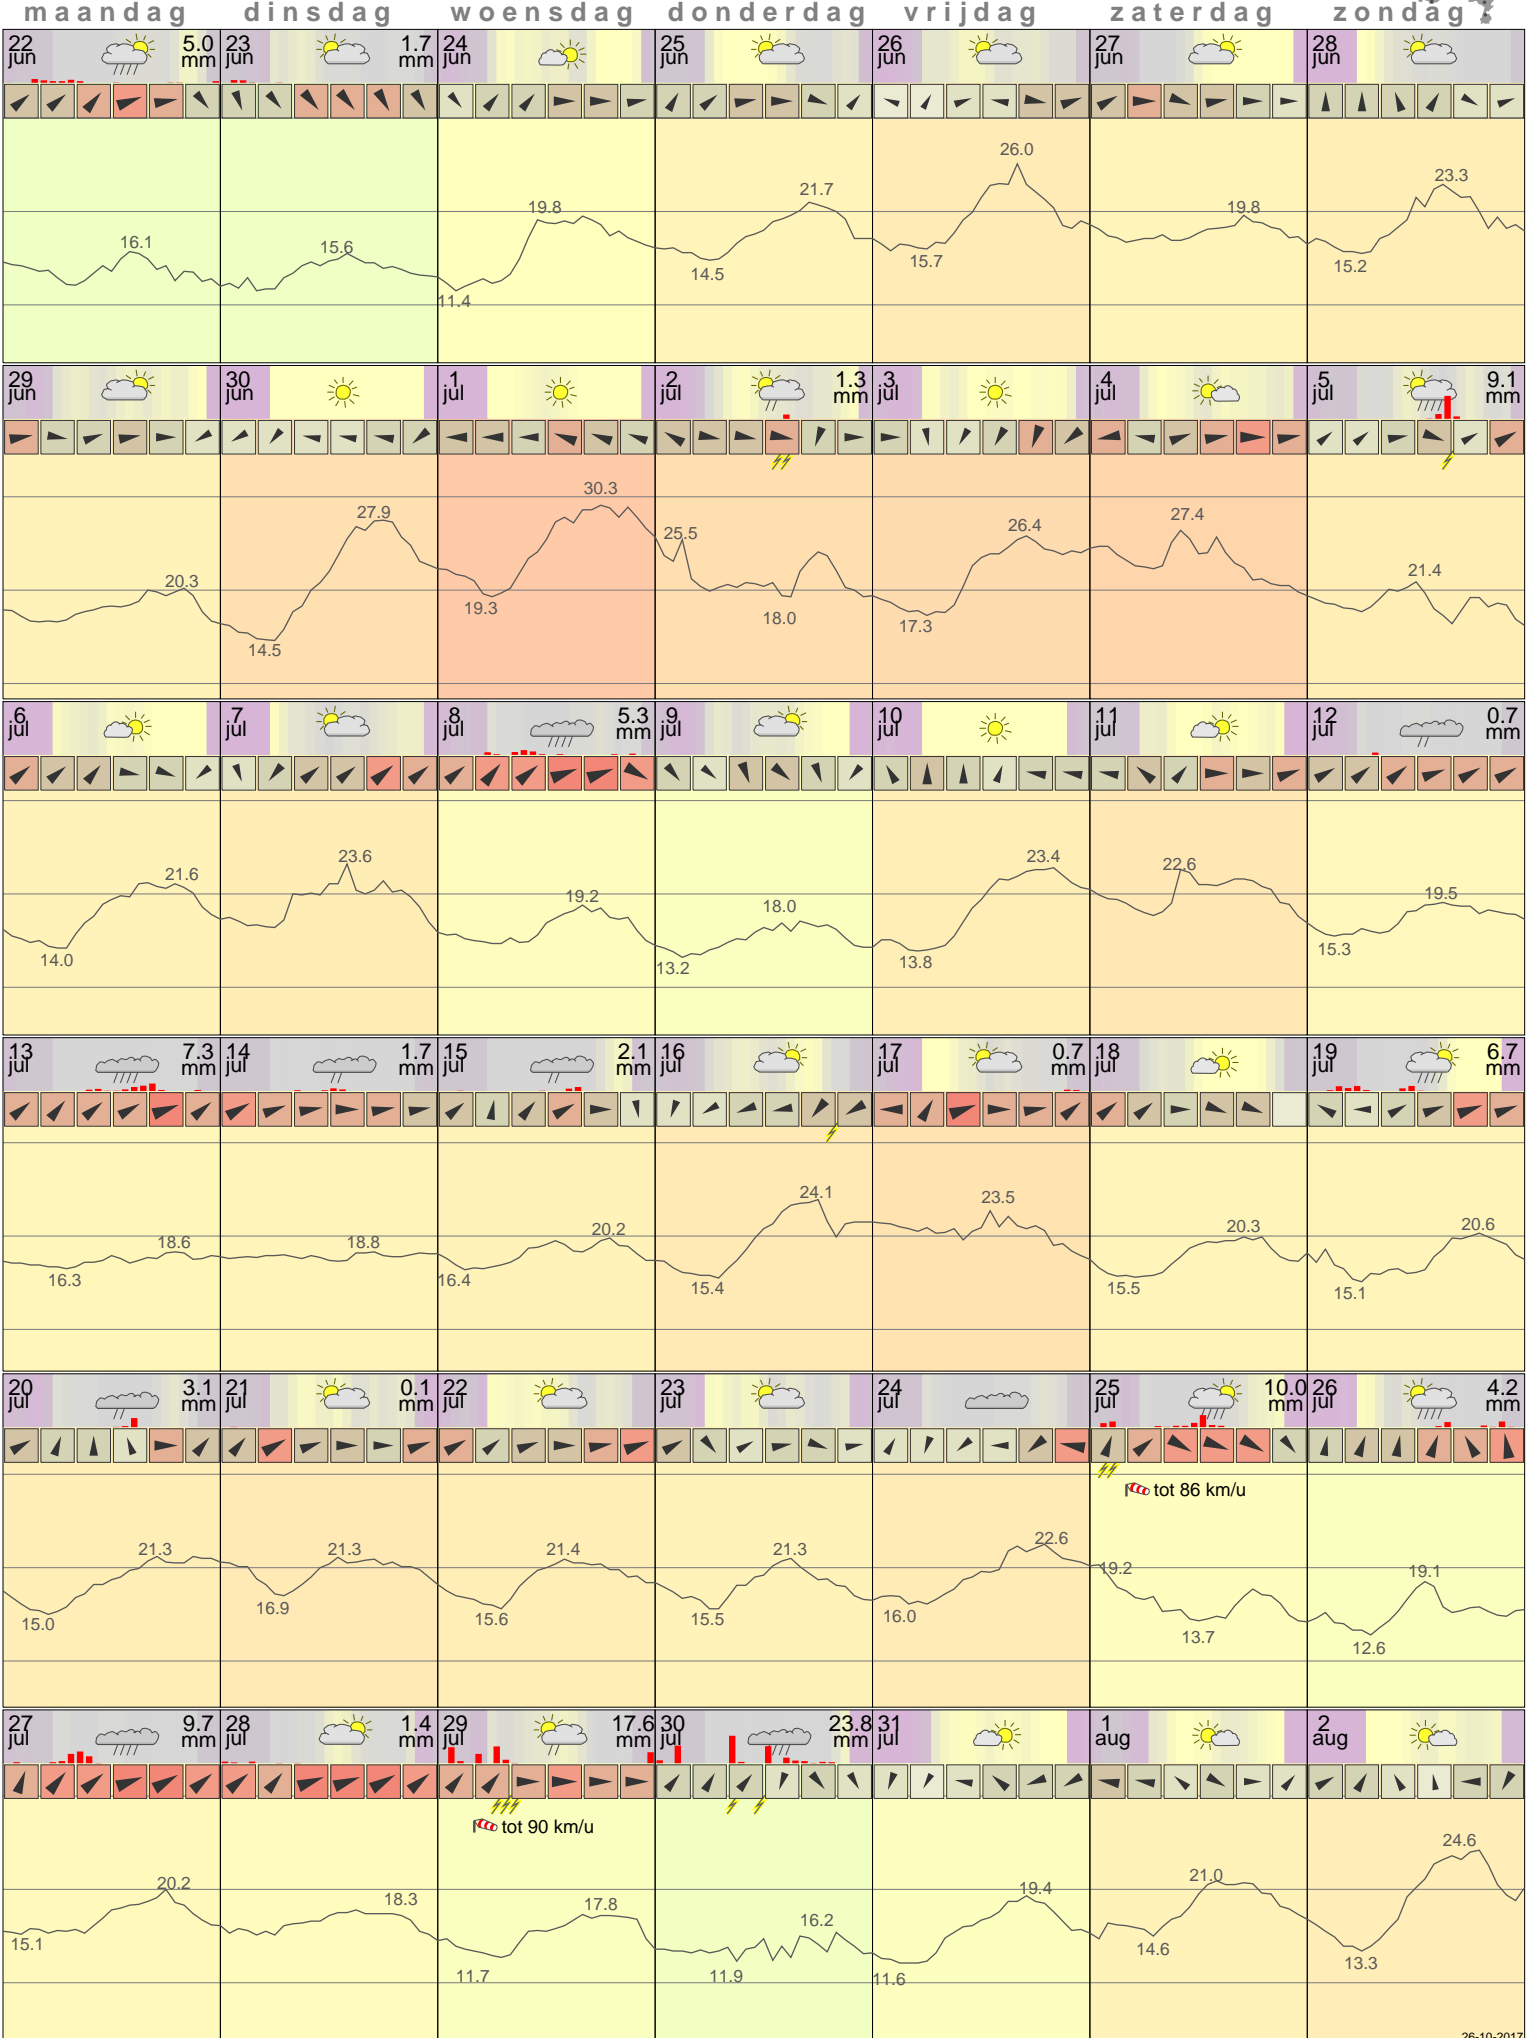 maandag dinsdag woensdag donderdag vrijdag zaterdag zondag
22 jun 5.0 mm 23 jun 1.7 mm 24 jun 25 jun 26 jun 27 jun 28 jun
16.1 15.6 11.4 19.8 14.5 21.7 15.7 26.0 19.8 15.2 23.3
29 jun 30 jun 1 jul 2 jul 1.3 mm 3 jul 4 jul 5 jul 9.1 mm
20.3 14.5 27.9 19.3 30.3 25.5 18.0 17.3 26.4 27.4 21.4
6 jul 7 jul 8 jul 5.3 mm 9 jul 10 jul 11 jul 12 jul 0.7 mm
14.0 21.6 23.6 19.2 13.2 18.0 13.8 23.4 22.6 15.3 19.5
13 jul 7.3 mm 14 jul 1.7 mm 15 jul 2.1 mm 16 jul 17 jul 0.7 mm 18 jul 19 jul 6.7 mm
16.3 18.6 18.8 16.4 20.2 15.4 24.1 23.5 15.5 20.3 15.1 20.6
20 jul 3.1 mm 21 jul 0.1 mm 22 jul 23 jul 24 jul 25 jul 10.0 mm 26 jul 4.2 mm
tot 86 km/u
15.0 21.3 16.9 21.3 15.6 21.4 15.5 21.3 16.0 22.6 19.2 13.7 12.6 19.1
27 jul 9.7 mm 28 jul 1.4 mm 29 jul 17.6 mm 30 jul 23.8 mm 31 jul 1 aug 2 aug
tot 90 km/u
15.1 20.2 18.3 11.7 17.8 11.9 16.2 11.6 19.4 14.6 21.0 13.3 24.6
26-10-2017